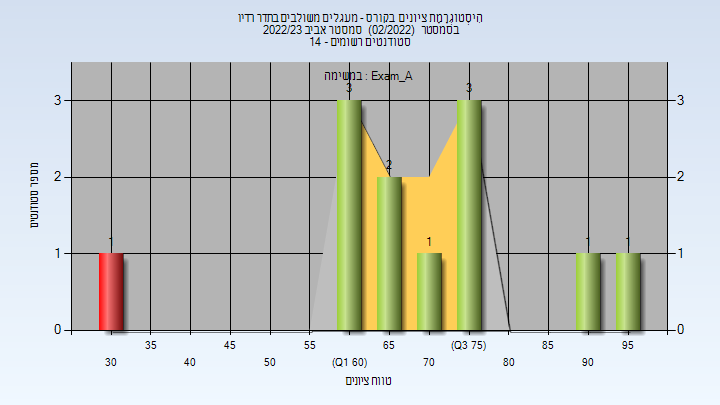 היסטוגרמת ציונים בקורס - מעגלים משולבים בתדר רדיו
בסמסטר (02/2022) סמסטר אביב 2022/23
סטודנטים רשומים - 14
במשימה : Exam_A
3 3
2
1 1 1 1
3 2 1 0
מספר סטודנטים
3 2 1 0
35 45 55 65 (Q3 75) 85 95
30 40 50 (Q1 60) 70 80 90
טווח ציונים